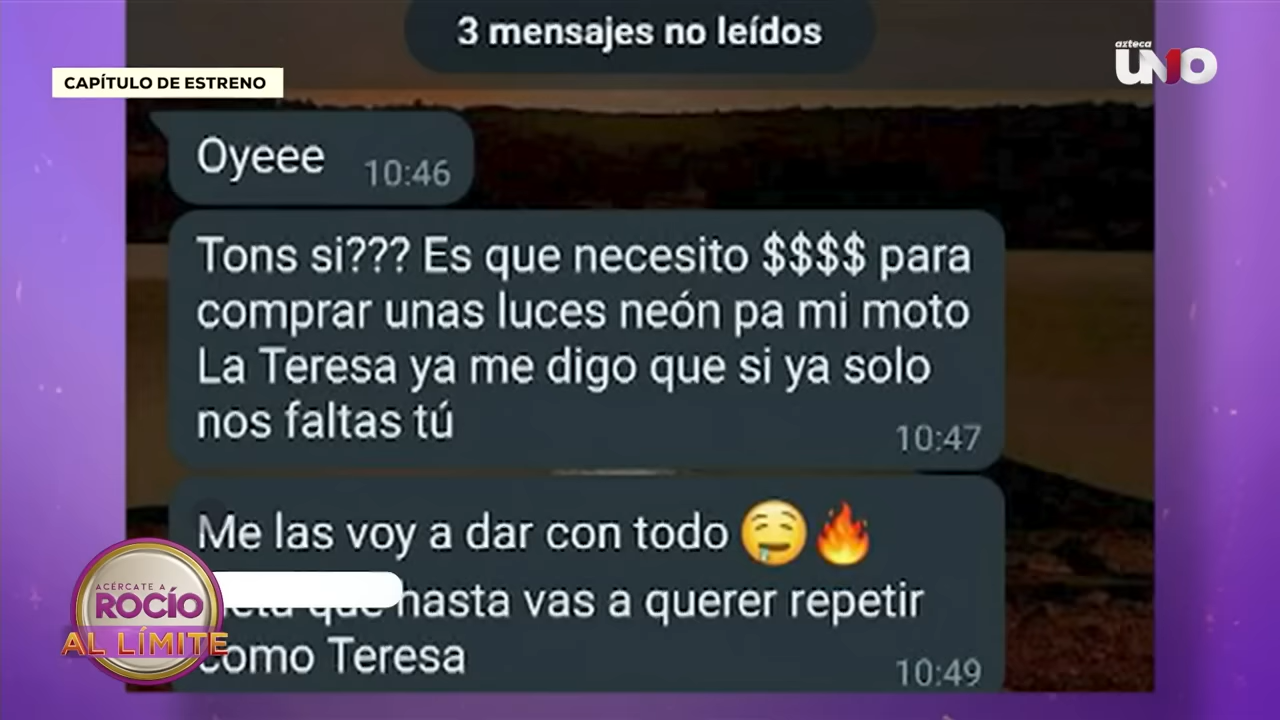 3 mensajes no leídos
azteca
UNO
CAPÍTULO DE ESTRENO
Oyeee 10:46
Tons si??? Es que necesito $$$$ para
comprar unas luces neón pa mi moto
La Teresa ya me digo que si ya solo
nos faltas tú
10:47
Me las voy a dar con todo 🤤🔥
que hasta vas a querer repetir
como Teresa
10:49
ACÉRCATE A
ROCÍO
AL LÍMITE